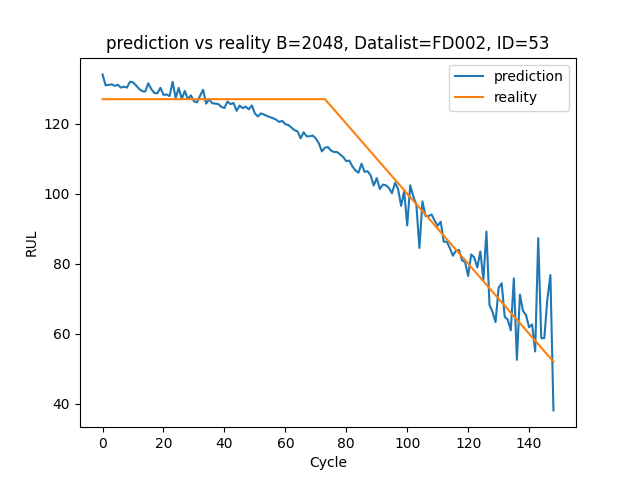 prediction vs reality B=2048, Datalist=FD002, ID=53
prediction
reality
RUL
120
100
80
60
40
0 20 40 60 80 100 120 140
Cycle